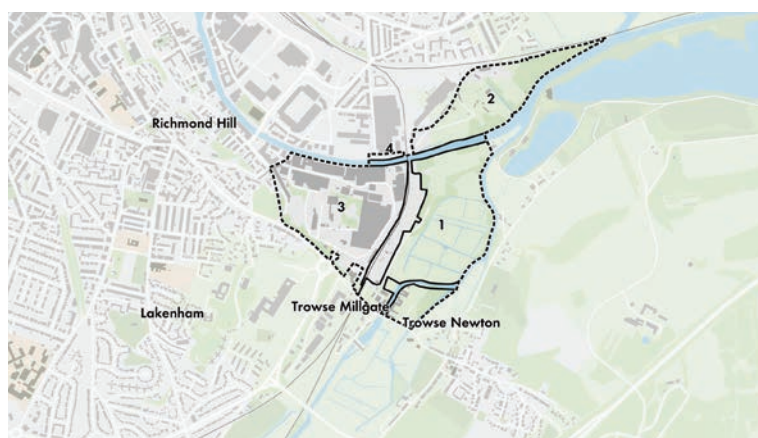 2
Richmond Hill
4
3
1
Trowse Millgate
Lakenham
Trowse Newton